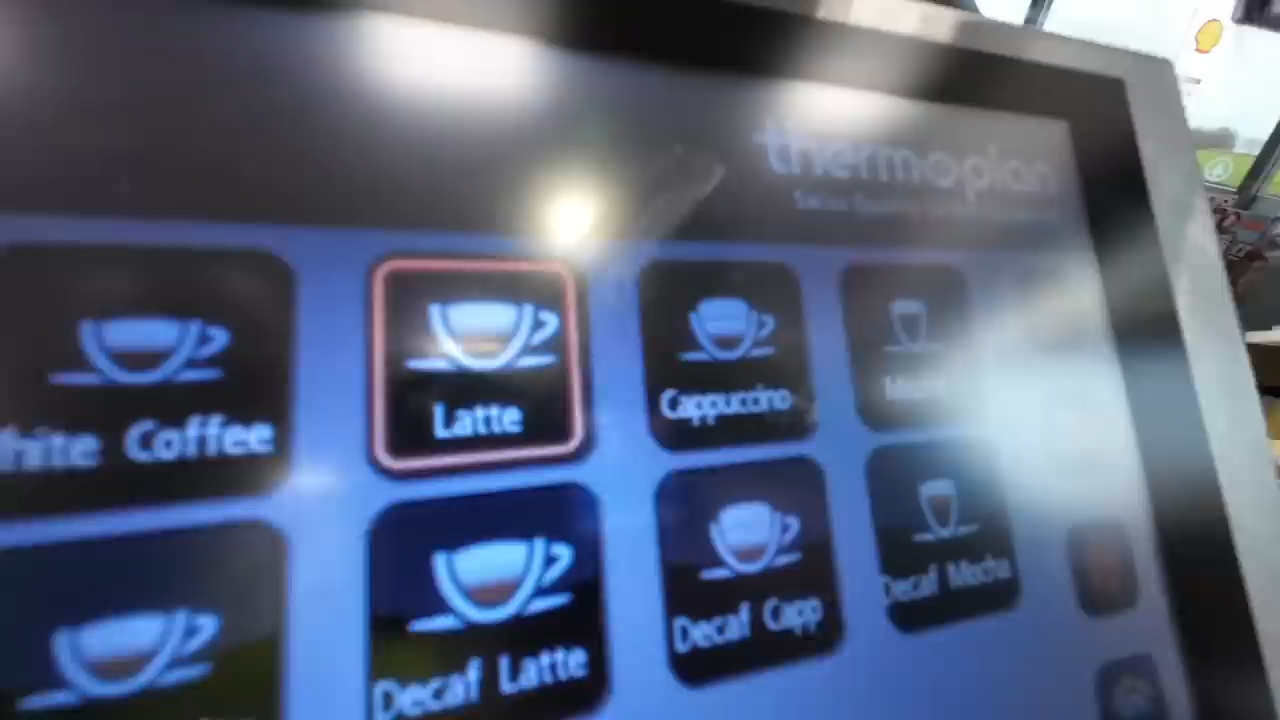 thermoplan
White Coffee
Latte
Cappuccino
Decaf Latte
Decaf Capp
Decaf Mocha